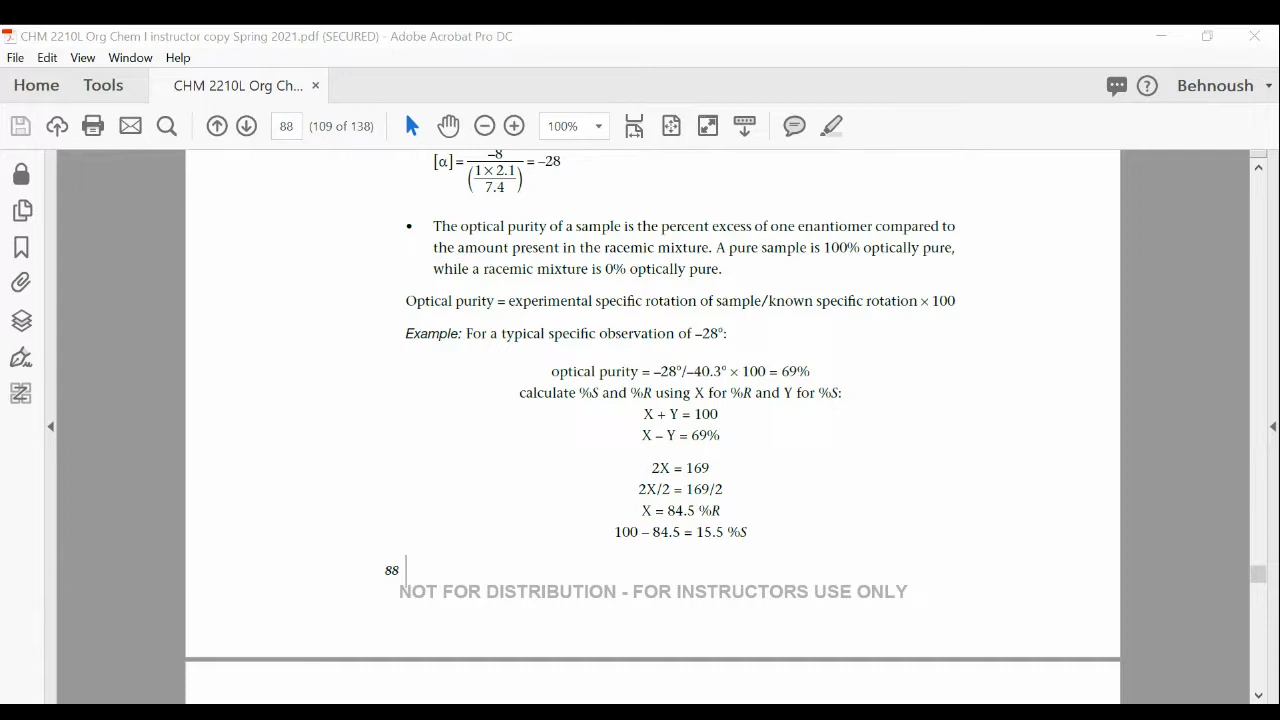 CHM 2210L Org Chem I instructor copy Spring 2021.pdf (SECURED) - Adobe Acrobat Pro DC
File Edit View Window Help
Home Tools CHM 2210L Org Ch... × Behnoush
88 (109 of 138) 100%
[α] = –8 / (1 × 2.1 / 7.4) = –28
• The optical purity of a sample is the percent excess of one enantiomer compared to
the amount present in the racemic mixture. A pure sample is 100% optically pure,
while a racemic mixture is 0% optically pure.
Optical purity = experimental specific rotation of sample/known specific rotation × 100
Example: For a typical specific observation of –28°:
optical purity = –28°/–40.3° × 100 = 69%
calculate %S and %R using X for %R and Y for %S:
X + Y = 100
X – Y = 69%
2X = 169
2X/2 = 169/2
X = 84.5 %R
100 – 84.5 = 15.5 %S
88
NOT FOR DISTRIBUTION - FOR INSTRUCTORS USE ONLY